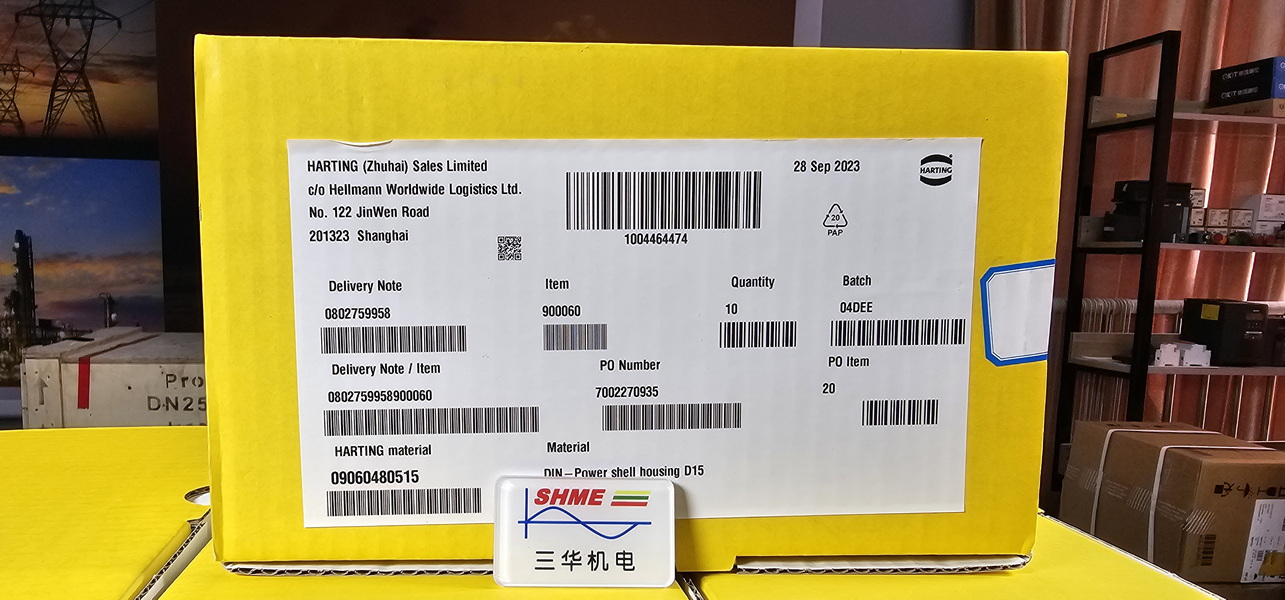 HARTING (Zhuhai) Sales Limited
c/o Hellmann Worldwide Logistics Ltd.
No. 122 JinWen Road
201323 Shanghai
1004464474
28 Sep 2023
HARTING
20
PAP
Delivery Note
Item
Quantity
Batch
0802759958
900060
10
04DEE
Delivery Note / Item
PO Number
PO Item
0802759958900060
7002270935
20
HARTING material
Material
09060480515
DIN-Power shell housing D15
SHME
三华机电
Pro
DN25